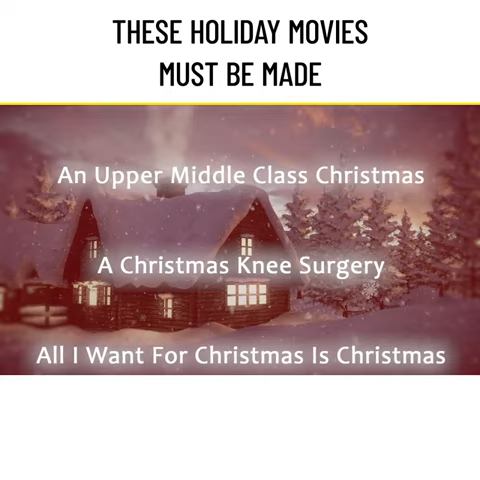 THESE HOLIDAY MOVIES
MUST BE MADE
An Upper Middle Class Christmas
A Christmas Knee Surgery
All I Want For Christmas Is Christmas